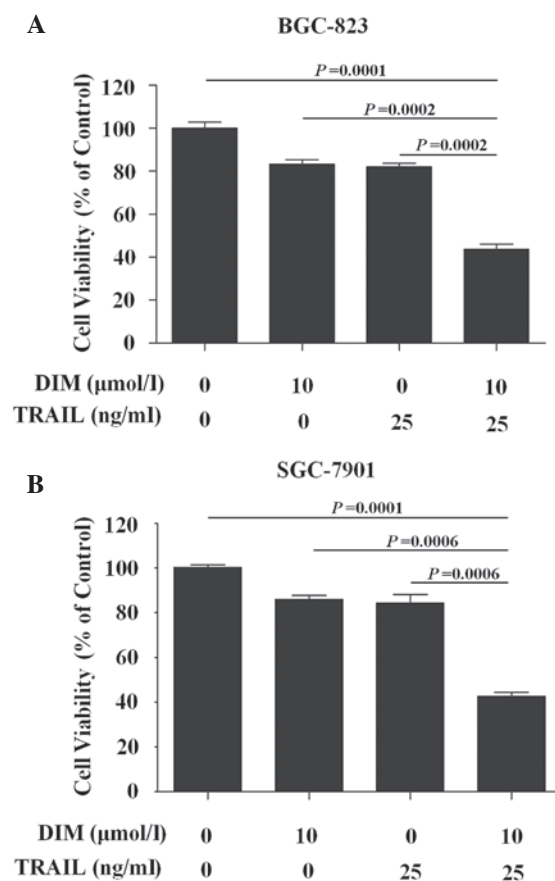 A
BGC-823
Cell Viability (% of Control)
120
100
80
60
40
20
0
P=0.0001
P=0.0002
P=0.0002
DIM (μmol/l) 0 10 0 10
TRAIL (ng/ml) 0 0 25 25
B
SGC-7901
Cell Viability (% of Control)
120
100
80
60
40
20
0
P=0.0001
P=0.0006
P=0.0006
DIM (μmol/l) 0 10 0 10
TRAIL (ng/ml) 0 0 25 25